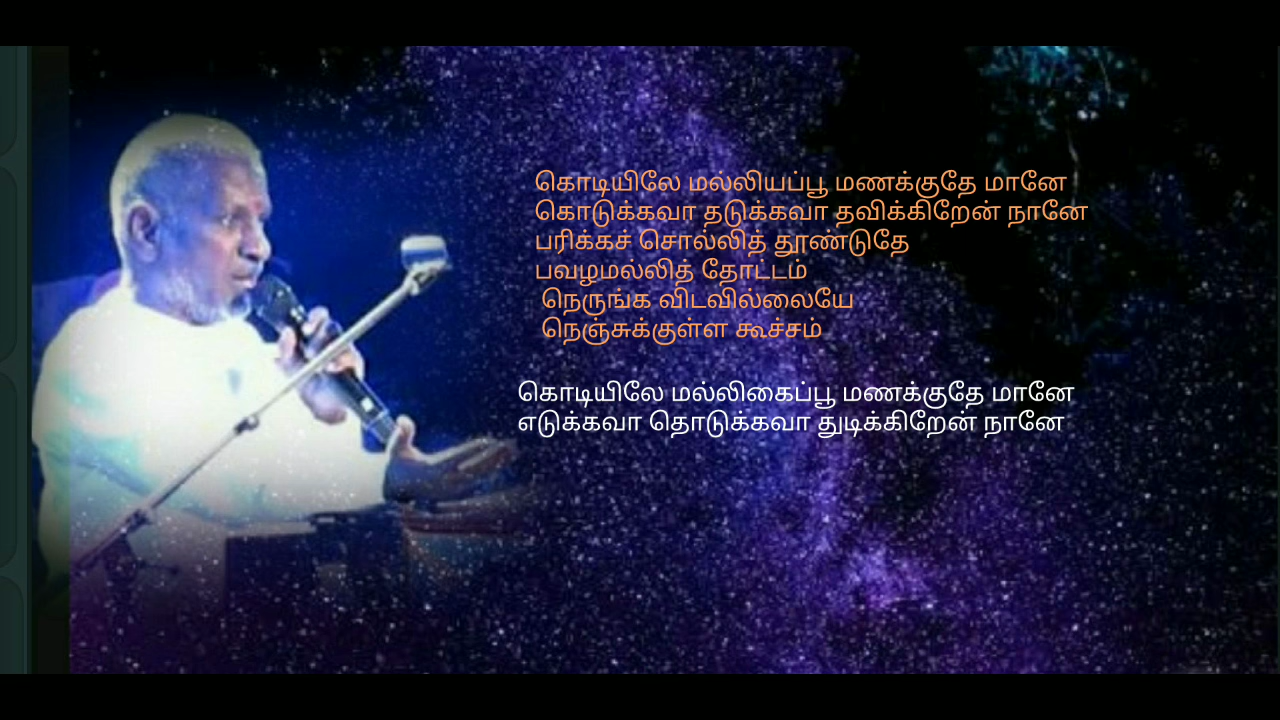 கொடியிலே மல்லியப்பூ மணக்குதே மானே
கொடுக்கவா தடுக்கவா தவிக்கிறேன் நானே
பரிக்கச் சொல்லித் தூண்டுதே
பவழமல்லித் தோட்டம்
நெருங்க விடவில்லையே
நெஞ்சுக்குள்ள கூச்சம்
கொடியிலே மல்லிகைப்பூ மணக்குதே மானே
எடுக்கவா தொடுக்கவா துடிக்கிறேன் நானே